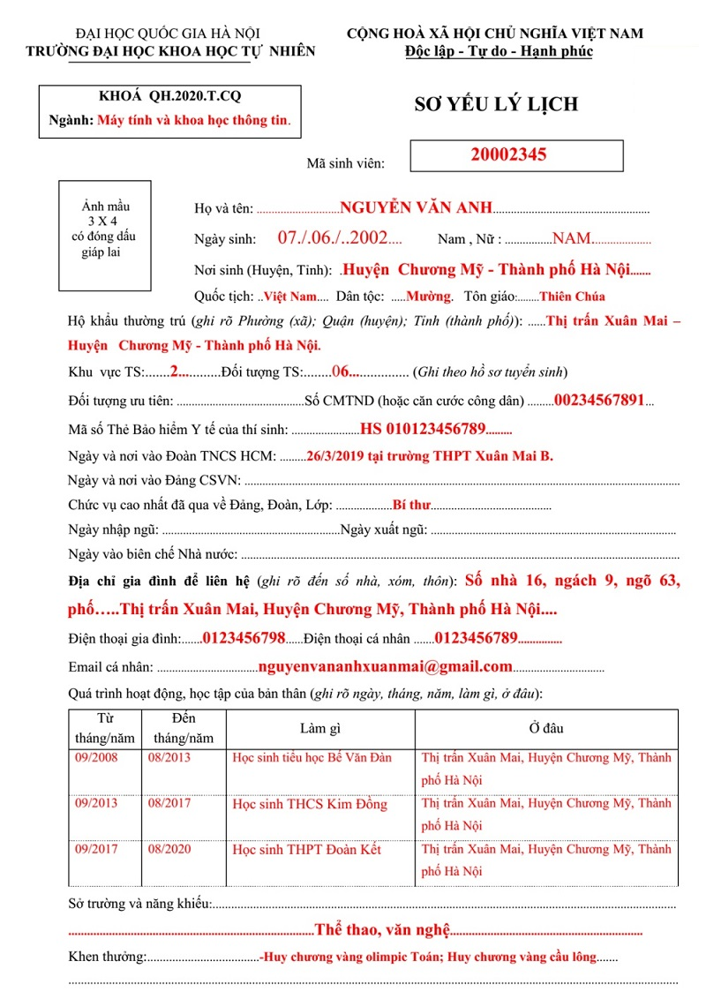 ĐẠI HỌC QUỐC GIA HÀ NỘI
TRƯỜNG ĐẠI HỌC KHOA HỌC TỰ NHIÊN
CỘNG HOÀ XÃ HỘI CHỦ NGHĨA VIỆT NAM
Độc lập - Tự do - Hạnh phúc
KHOÁ QH.2020.T.CQ
Ngành: Máy tính và khoa học thông tin.
SƠ YẾU LÝ LỊCH
Mã sinh viên: 20002345
Ảnh mầu
3 X 4
có đóng dấu
giáp lai
Họ và tên: ............................NGUYỄN VĂN ANH.....................................................
Ngày sinh: 07./.06./..2002.... Nam , Nữ : ................NAM....................
Nơi sinh (Huyện, Tỉnh): .Huyện Chương Mỹ - Thành phố Hà Nội.......
Quốc tịch: ..Việt Nam.... Dân tộc: .....Mường. Tôn giáo:........Thiên Chúa
Hộ khẩu thường trú (ghi rõ Phường (xã); Quận (huyện); Tỉnh (thành phố)): ......Thị trấn Xuân Mai –
Huyện Chương Mỹ - Thành phố Hà Nội.
Khu vực TS:.......2............Đối tượng TS:........06................. (Ghi theo hồ sơ tuyển sinh)
Đối tượng ưu tiên: ...........................................Số CMTND (hoặc căn cước công dân) .........00234567891...
Mã số Thẻ Bảo hiểm Y tế của thí sinh: .......................HS 010123456789.........
Ngày và nơi vào Đoàn TNCS HCM: .........26/3/2019 tại trường THPT Xuân Mai B.
Ngày và nơi vào Đảng CSVN: ....................................................................................................
Chức vụ cao nhất đã qua về Đảng, Đoàn, Lớp: ...................Bí thư.........................................
Ngày nhập ngũ: ............................................................Ngày xuất ngũ: ....................................................................................
Ngày vào biên chế Nhà nước: ....................................................................................................
Địa chỉ gia đình để liên hệ (ghi rõ đến số nhà, xóm, thôn): Số nhà 16, ngách 9, ngõ 63,
phố…..Thị trấn Xuân Mai, Huyện Chương Mỹ, Thành phố Hà Nội....
Điện thoại gia đình:.......0123456798......Điện thoại cá nhân .......0123456789...............
Email cá nhân: ..................................nguyenvananhxuanmai@gmail.com...............................
Quá trình hoạt động, học tập của bản thân (ghi rõ ngày, tháng, năm, làm gì, ở đâu):
Từ Đến
tháng/năm tháng/năm Làm gì Ở đâu
09/2008 08/2013 Học sinh tiểu học Bế Văn Đàn Thị trấn Xuân Mai, Huyện Chương Mỹ, Thành
phố Hà Nội
09/2013 08/2017 Học sinh THCS Kim Đồng Thị trấn Xuân Mai, Huyện Chương Mỹ, Thành
phố Hà Nội
09/2017 08/2020 Học sinh THPT Đoàn Kết Thị trấn Xuân Mai, Huyện Chương Mỹ, Thành
phố Hà Nội
Sở trường và năng khiếu:....................................................................................................
............................................................Thể thao, văn nghệ...............................................
Khen thưởng:......................................-Huy chương vàng olimpic Toán; Huy chương vàng cầu lông.......
....................................................................................................